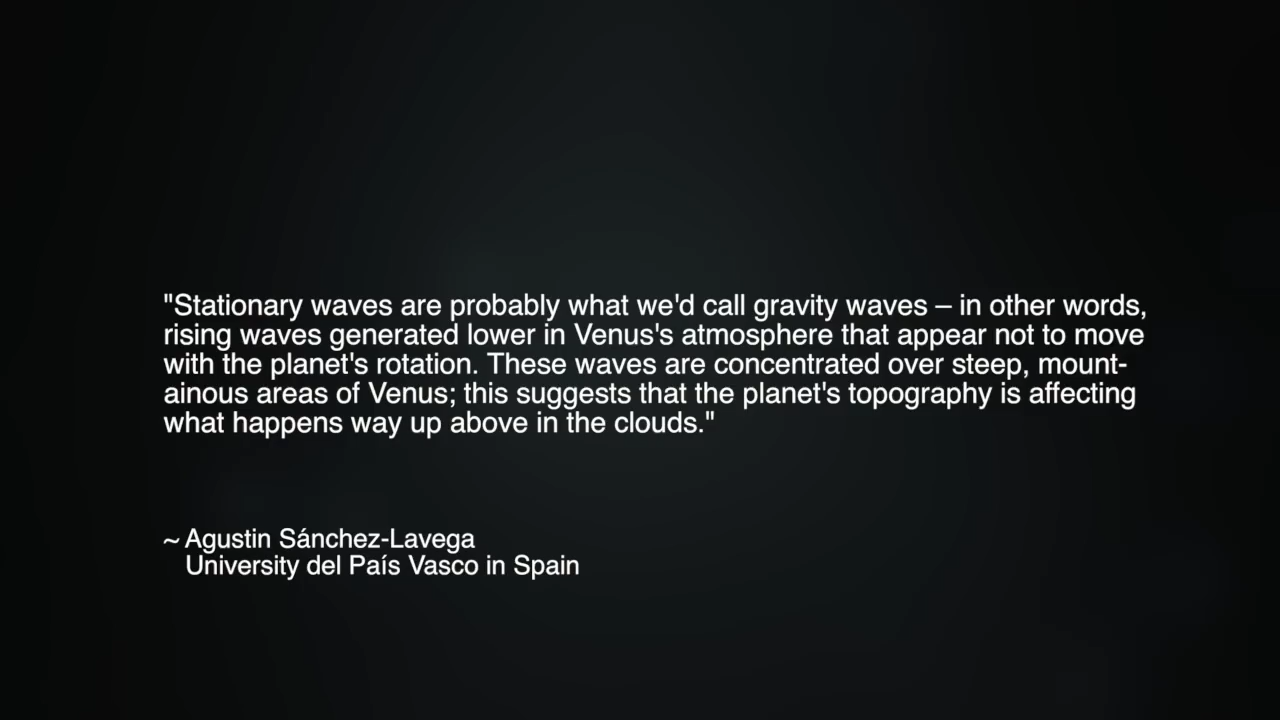 "Stationary waves are probably what we'd call gravity waves – in other words,
rising waves generated lower in Venus's atmosphere that appear not to move
with the planet's rotation. These waves are concentrated over steep, mount-
ainous areas of Venus; this suggests that the planet's topography is affecting
what happens way up above in the clouds."
~ Agustin Sánchez-Lavega
University del País Vasco in Spain